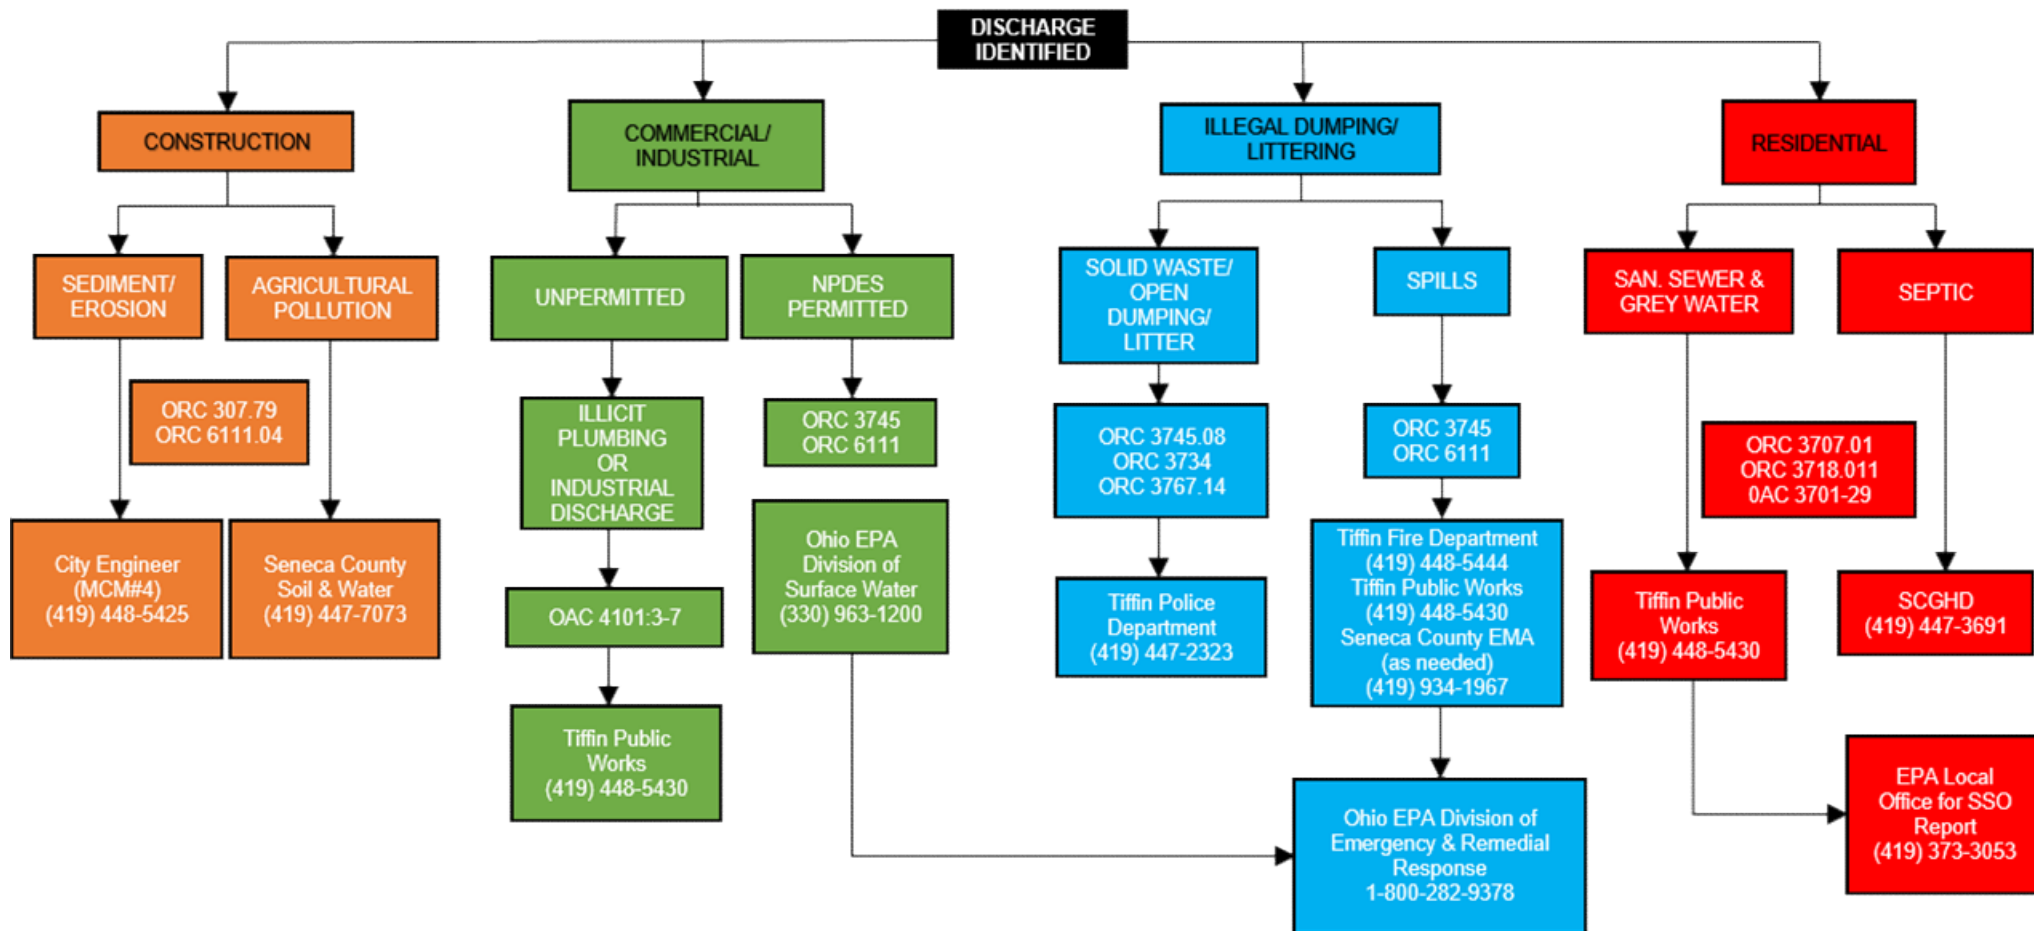 DISCHARGE
IDENTIFIED
CONSTRUCTION
COMMERCIAL/
INDUSTRIAL
ILLEGAL DUMPING/
LITTERING
RESIDENTIAL
SEDIMENT/
EROSION
AGRICULTURAL
POLLUTION
UNPERMITTED
NPDES
PERMITTED
SOLID WASTE/
OPEN
DUMPING/
LITTER
SPILLS
SAN. SEWER &
GREY WATER
SEPTIC
ORC 307.79
ORC 6111.04
ILLICIT
PLUMBING
OR
INDUSTRIAL
DISCHARGE
ORC 3745
ORC 6111
ORC 3745.08
ORC 3734
ORC 3767.14
ORC 3745
ORC 6111
ORC 3707.01
ORC 3718.011
0AC 3701-29
City Engineer
(MCM#4)
(419) 448-5425
Seneca County
Soil & Water
(419) 447-7073
OAC 4101:3-7
Ohio EPA
Division of
Surface Water
(330) 963-1200
Tiffin Police
Department
(419) 447-2323
Tiffin Fire Department
(419) 448-5444
Tiffin Public Works
(419) 448-5430
Seneca County EMA
(as needed)
(419) 934-1967
Tiffin Public
Works
(419) 448-5430
SCGHD
(419) 447-3691
Tiffin Public
Works
(419) 448-5430
Ohio EPA Division of
Emergency & Remedial
Response
1-800-282-9378
EPA Local
Office for SSO
Report
(419) 373-3053